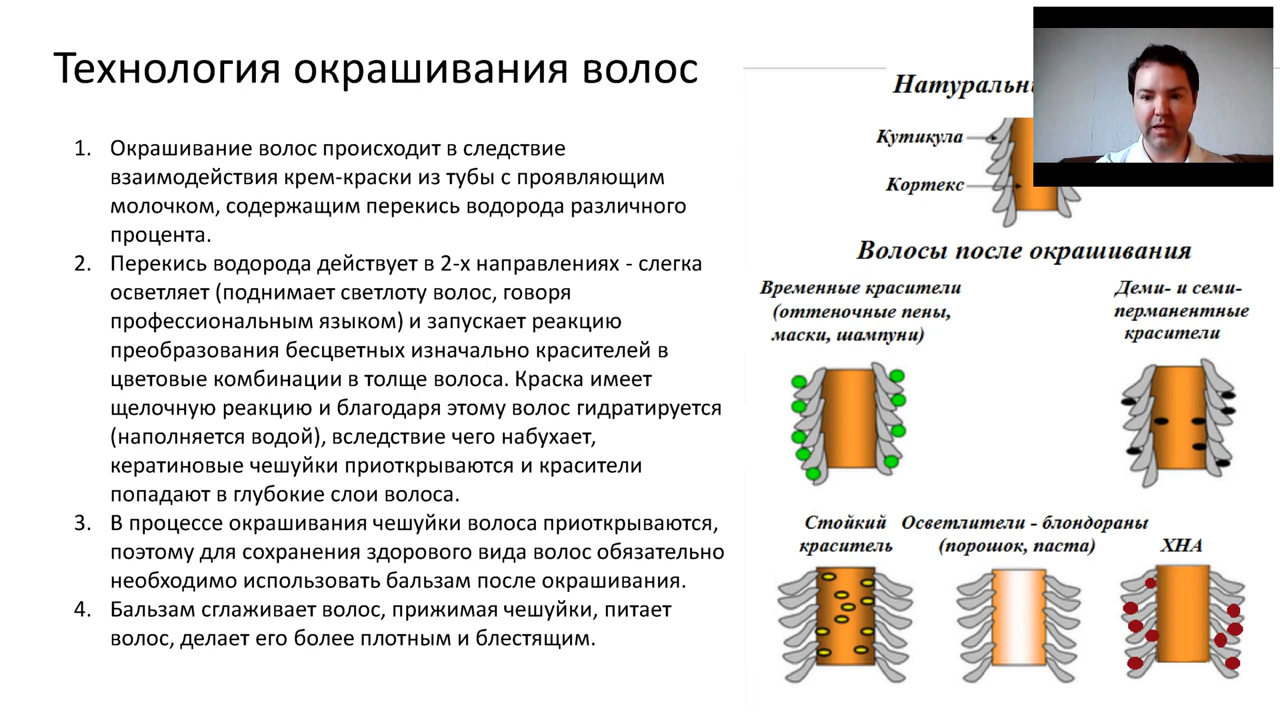 Технология окрашивания волос
1. Окрашивание волос происходит в следствие
взаимодействия крем-краски из тубы с проявляющим
молочком, содержащим перекись водорода различного
процента.
2. Перекись водорода действует в 2-х направлениях - слегка
осветляет (поднимает светлоту волос, говоря
профессиональным языком) и запускает реакцию
преобразования бесцветных изначально красителей в
цветовые комбинации в толще волоса. Краска имеет
щелочную реакцию и благодаря этому волос гидратируется
(наполняется водой), вследствие чего набухает,
кератиновые чешуйки приоткрываются и красители
попадают в глубокие слои волоса.
3. В процессе окрашивания чешуйки волоса приоткрываются,
поэтому для сохранения здорового вида волос обязательно
необходимо использовать бальзам после окрашивания.
4. Бальзам сглаживает волос, прижимая чешуйки, питает
волос, делает его более плотным и блестящим.
Кутикула
Кортекс
Волосы после окрашивания
Временные красители
(оттеночные пены,
маски, шампуни)
Деми- и семи-
перманентные
красители
Стойкий
краситель
Осветлители - блондораны
(порошок, паста)
ХНА